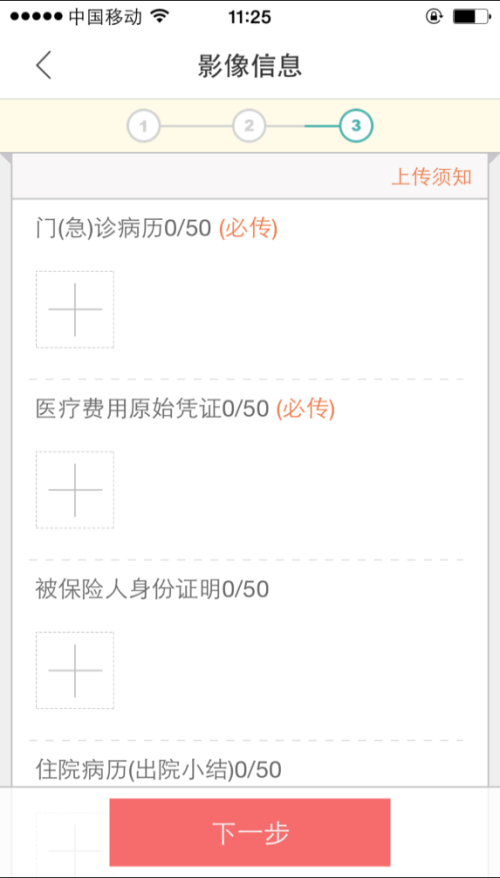 中国移动 11:25
影像信息
1 2 3
上传须知
门(急)诊病历0/50 (必传)
医疗费用原始凭证0/50 (必传)
被保险人身份证明0/50
住院病历(出院小结)0/50
下一步